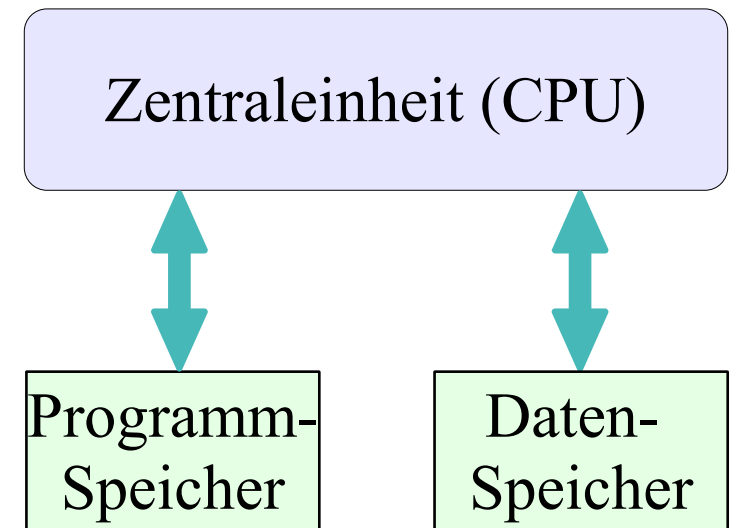 Zentraleinheit (CPU)
Programm-
Speicher
Daten-
Speicher